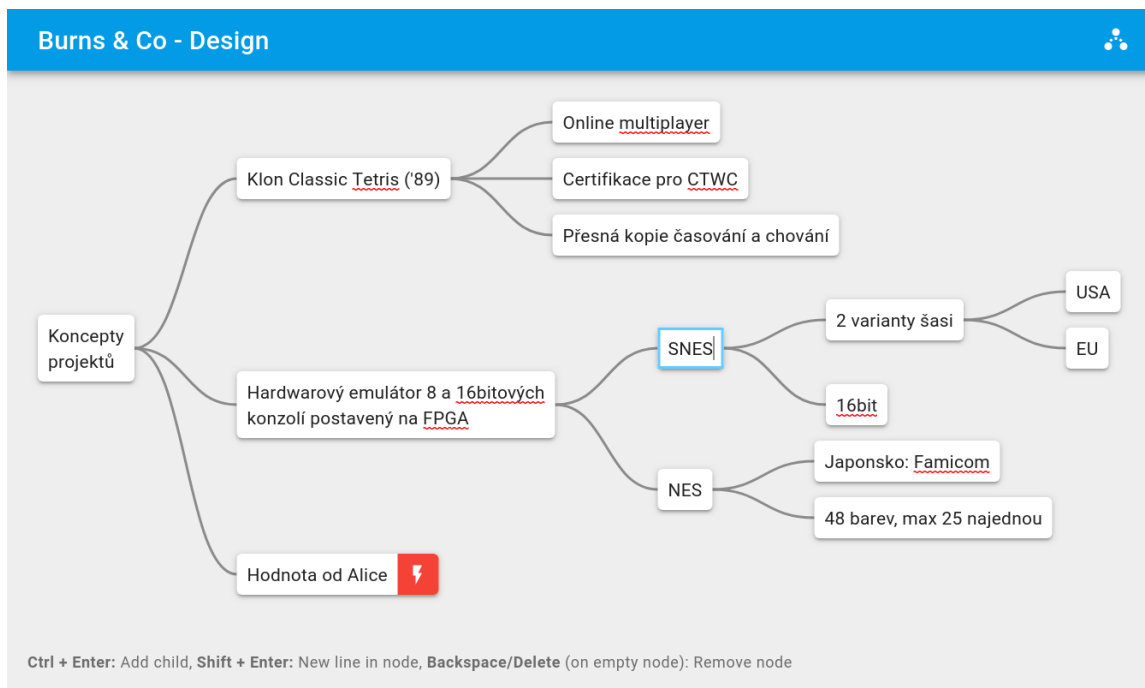 Burns & Co - Design
Online multiplayer
Klon Classic Tetris ('89)
Certifikace pro CTWC
Přesná kopie časování a chování
USA
2 varianty šasi
Koncepty
projektů
SNES
EU
Hardwarový emulátor 8 a 16bitových
konzolí postavený na FPGA
16bit
Japonsko: Famicom
NES
48 barev, max 25 najednou
Hodnota od Alice
Ctrl + Enter: Add child, Shift + Enter: New line in node, Backspace/Delete (on empty node): Remove node